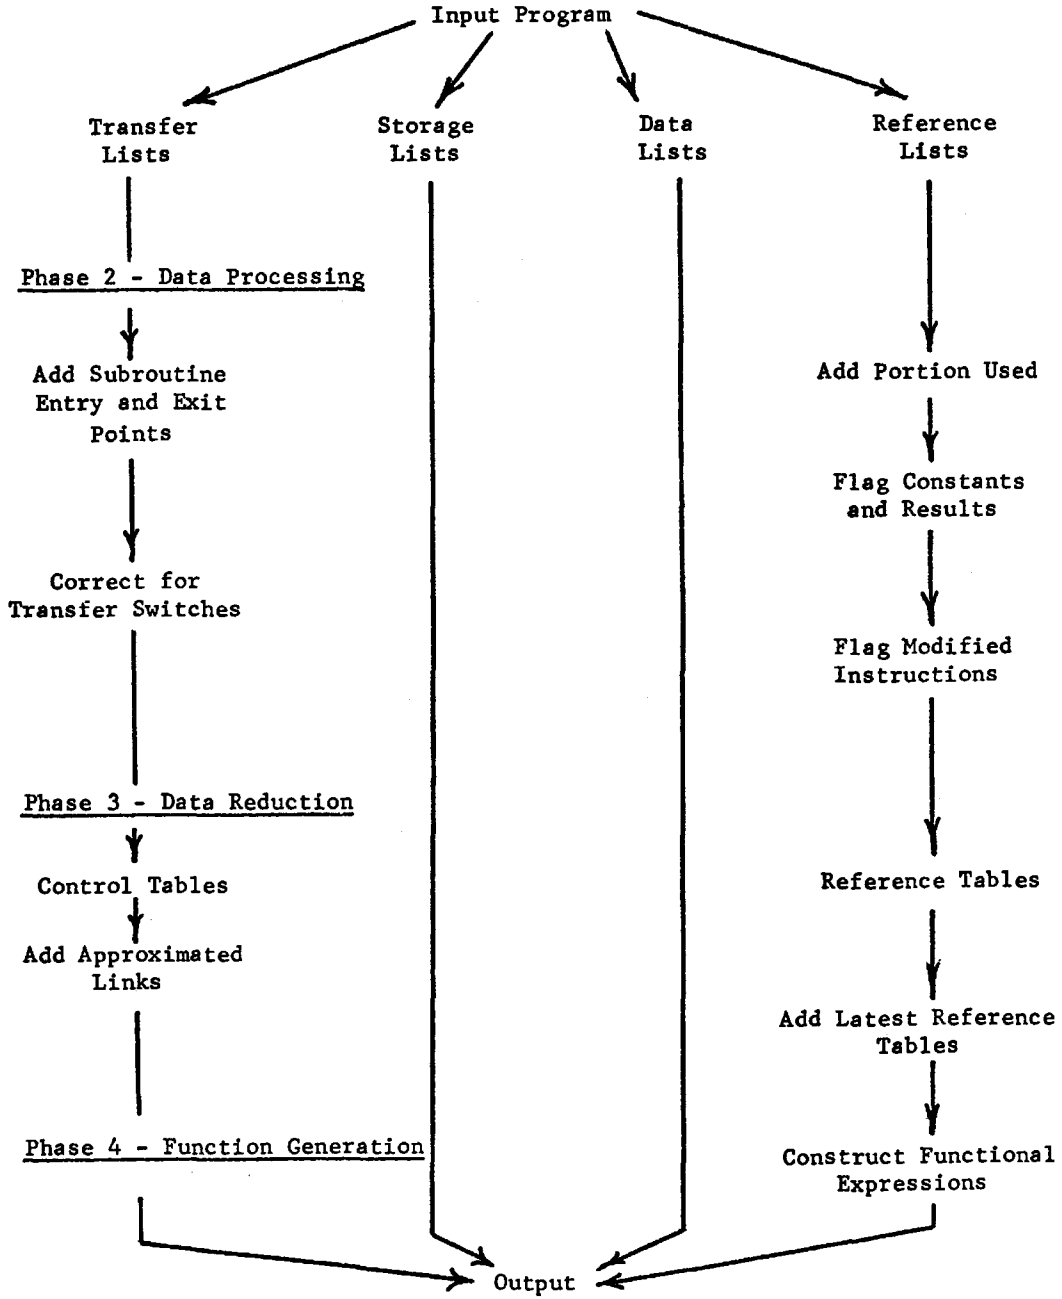 Input Program
Transfer
Lists
Storage
Lists
Data
Lists
Reference
Lists
Phase 2 - Data Processing
Add Subroutine
Entry and Exit
Points
Add Portion Used
Flag Constants
and Results
Correct for
Transfer Switches
Flag Modified
Instructions
Phase 3 - Data Reduction
Control Tables
Reference Tables
Add Approximated
Links
Add Latest Reference
Tables
Phase 4 - Function Generation
Construct Functional
Expressions
Output